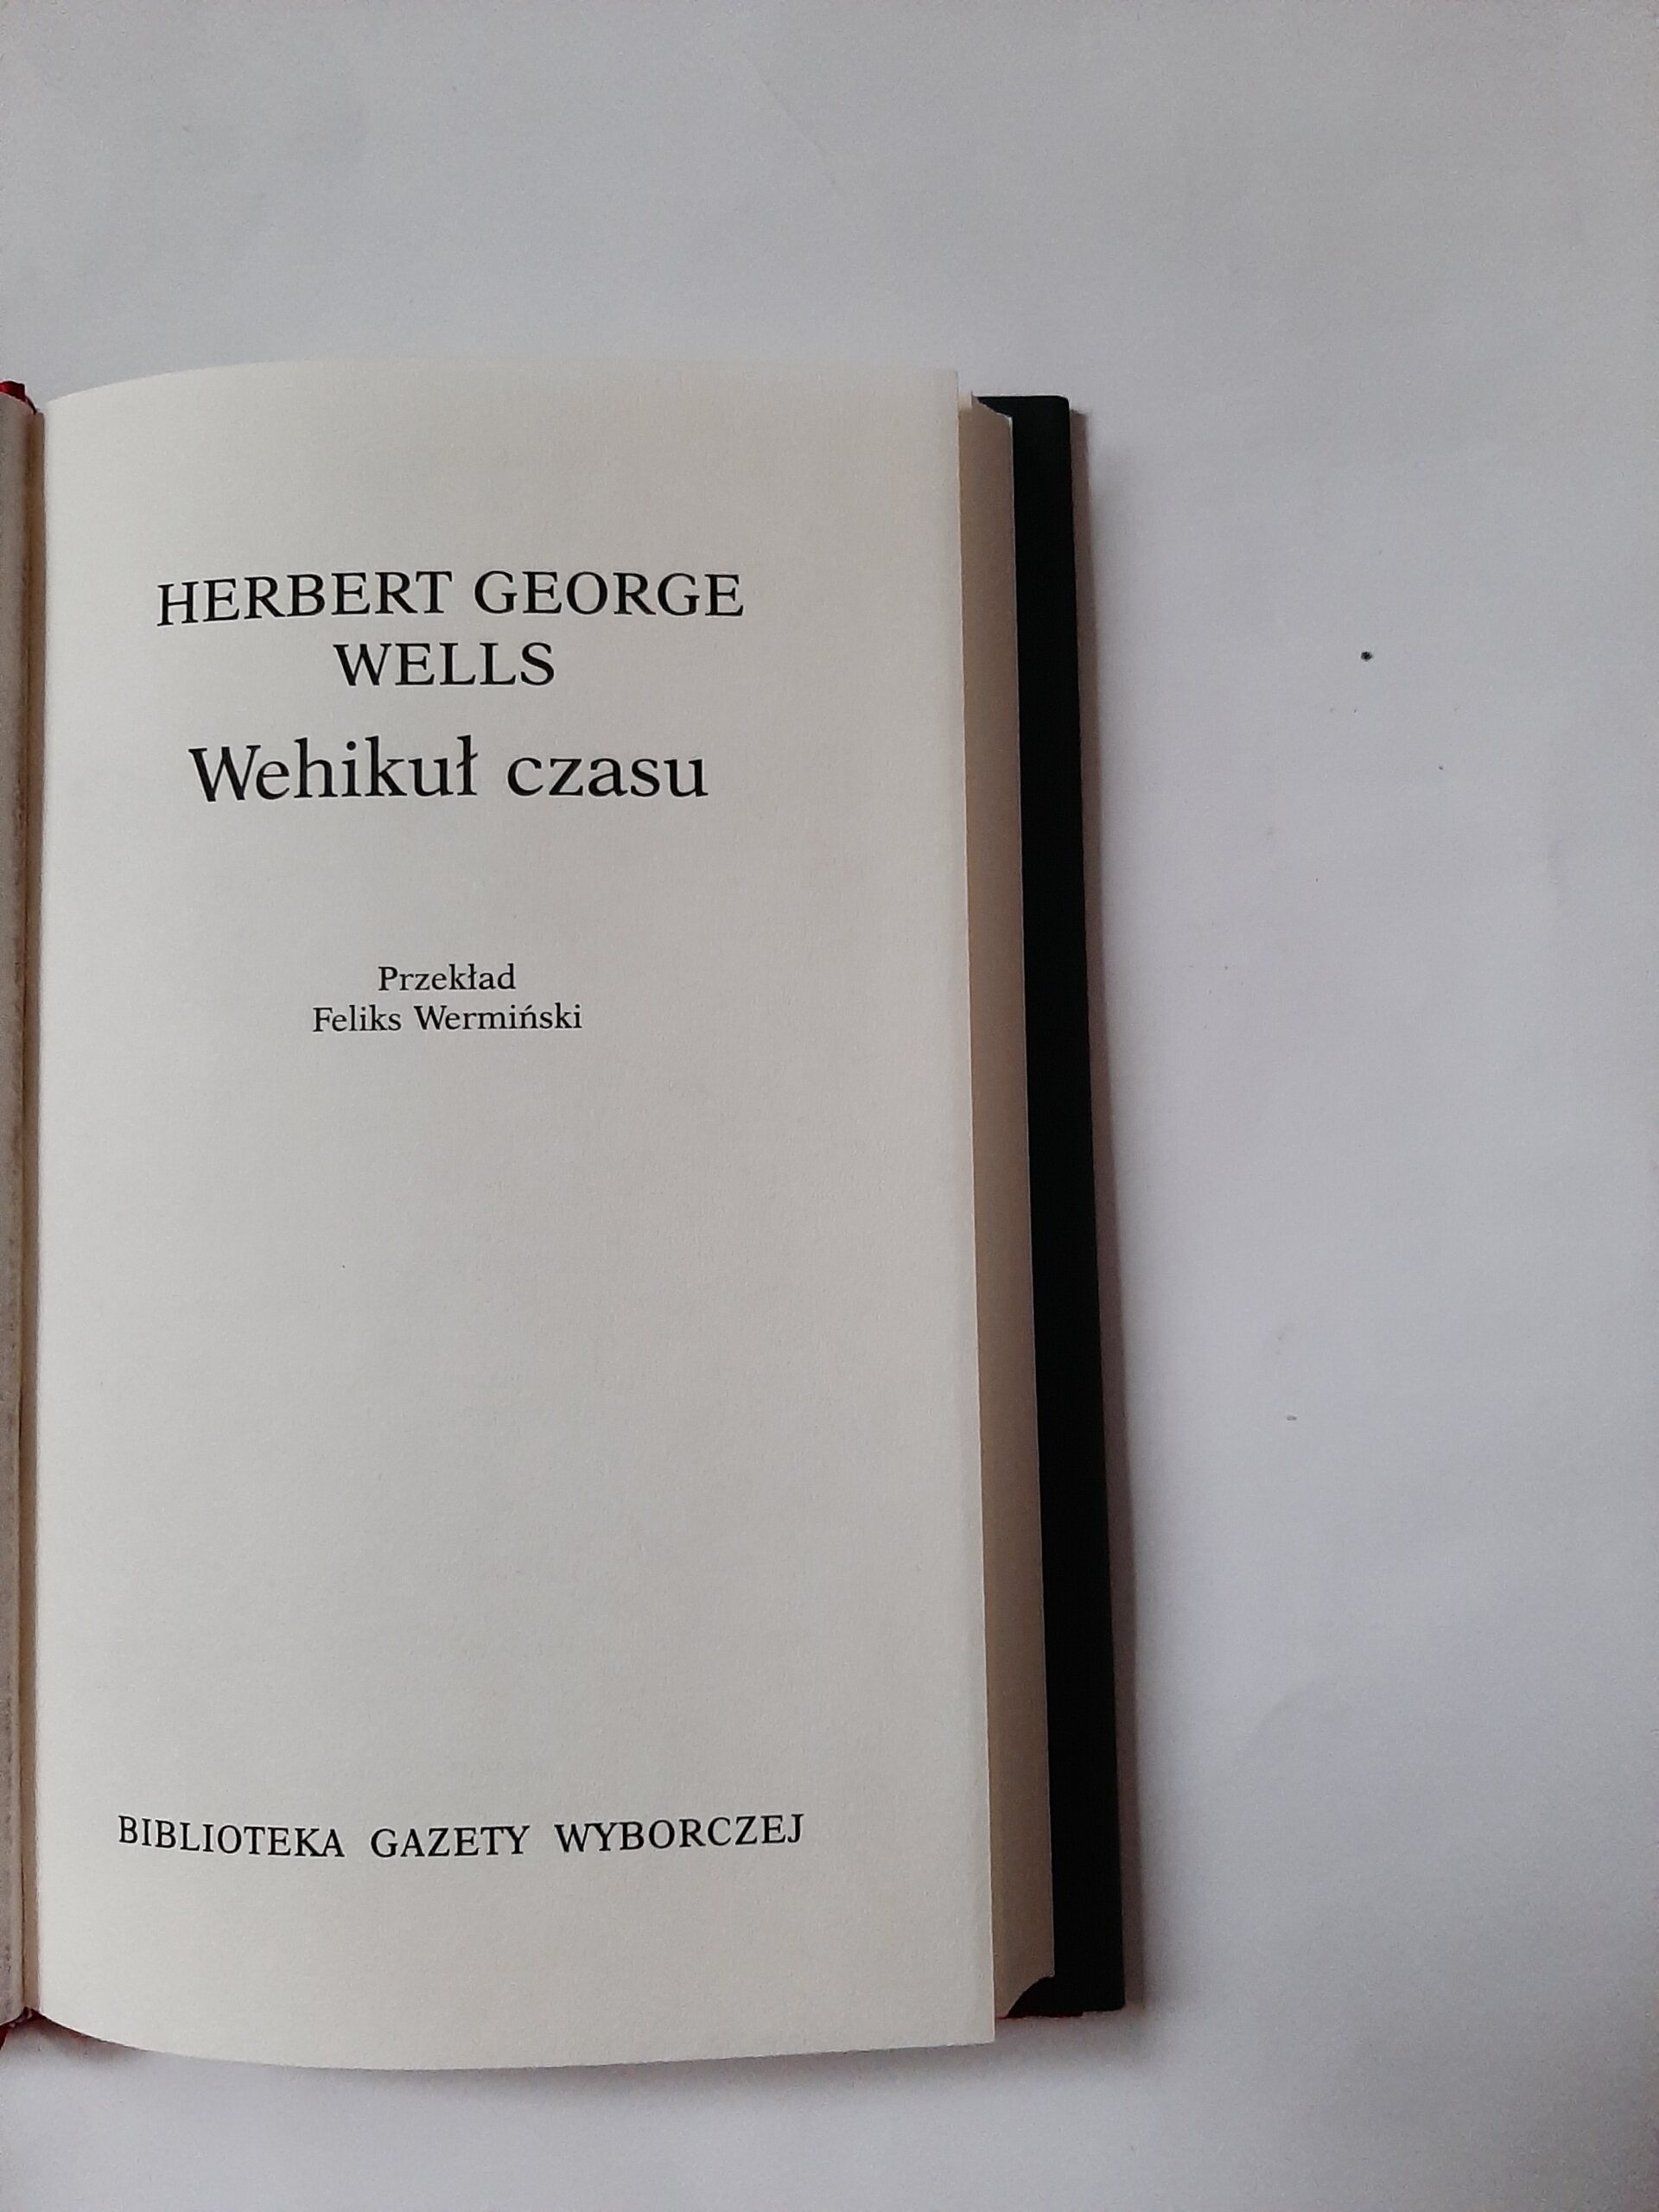 HERBERT GEORGE
WELLS
Wehikuł czasu
Przekład
Feliks Wermiński
BIBLIOTEKA GAZETY WYBORCZEJ